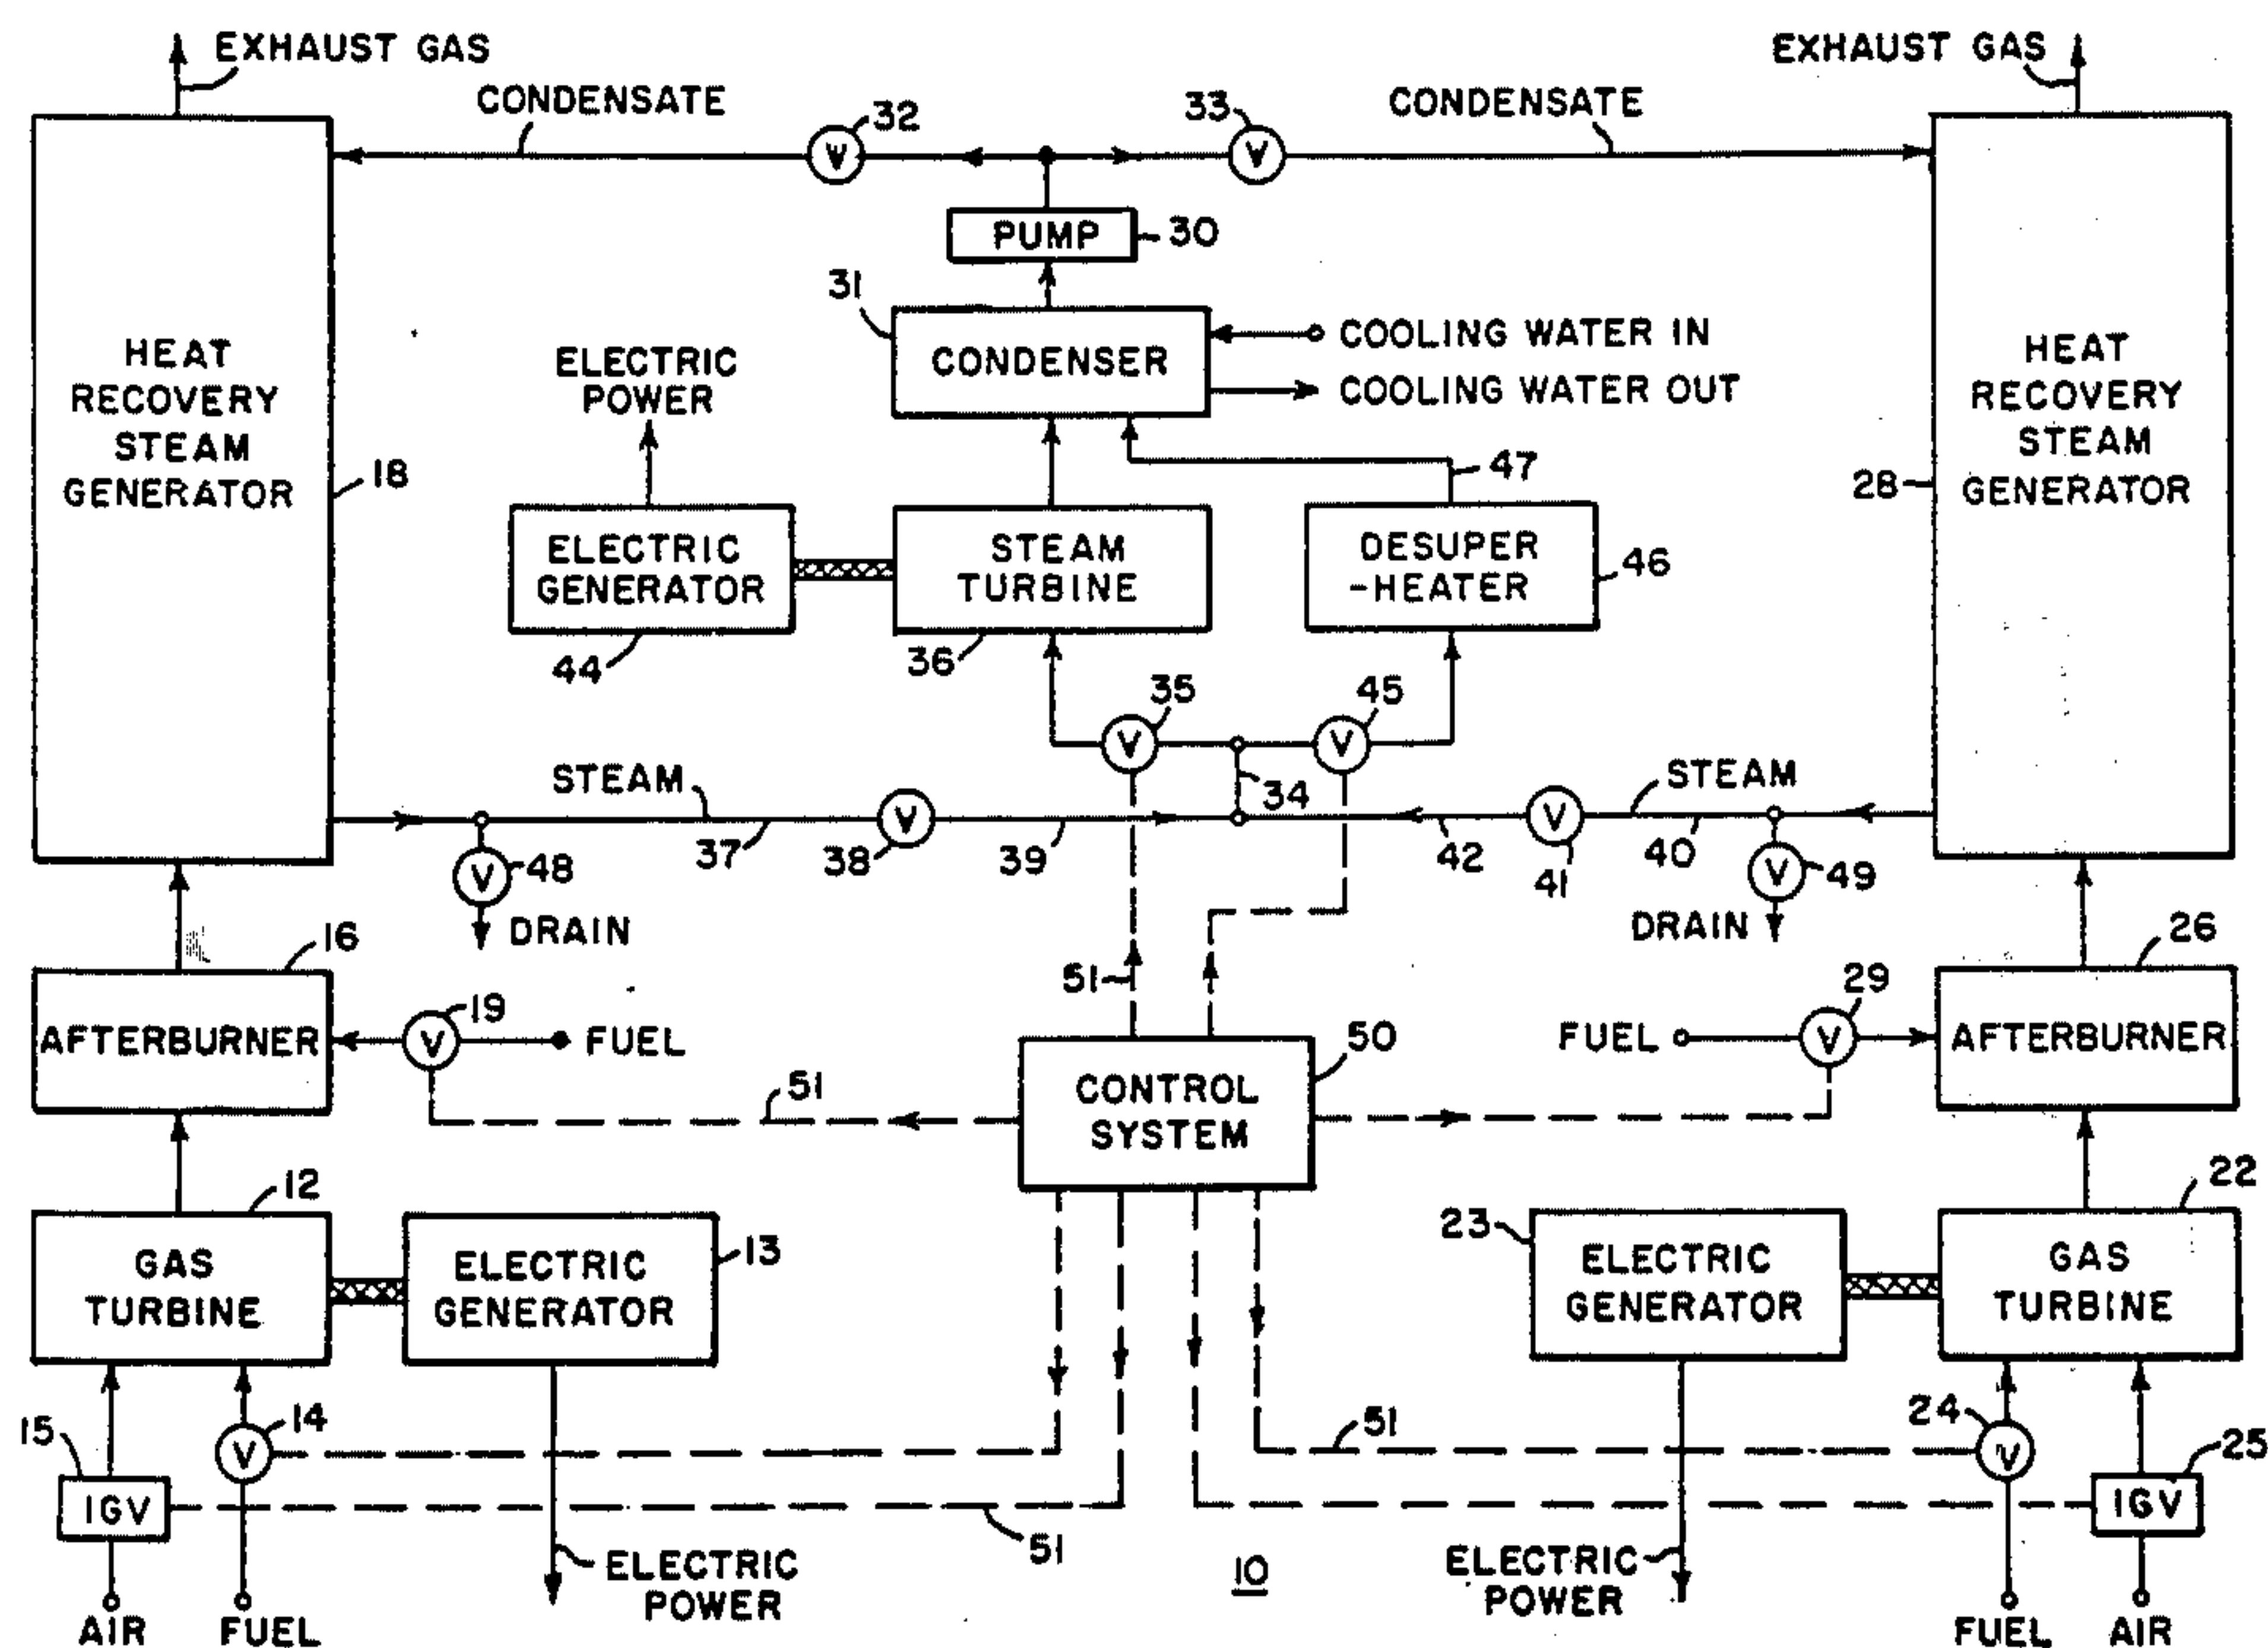 EXHAUST GAS
EXHAUST GAS
CONDENSATE
32
33
CONDENSATE
V
V
PUMP
30
31
CONDENSER
COOLING WATER IN
COOLING WATER OUT
HEAT
RECOVERY
STEAM
GENERATOR
18
ELECTRIC
POWER
HEAT
RECOVERY
STEAM
GENERATOR
28
47
ELECTRIC
GENERATOR
44
STEAM
TURBINE
36
DESUPER
-HEATER
46
35
V
45
V
STEAM
37
V
38
39
34
42
V
41
STEAM
40
V
48
DRAIN
V
49
DRAIN
16
AFTERBURNER
V
19
FUEL
51
51
CONTROL
SYSTEM
50
FUEL
V
29
26
AFTERBURNER
12
GAS
TURBINE
ELECTRIC
GENERATOR
13
23
ELECTRIC
GENERATOR
22
GAS
TURBINE
15
IGV
V
14
51
51
24
V
25
IGV
AIR
FUEL
ELECTRIC
POWER
10
ELECTRIC
POWER
FUEL
AIR